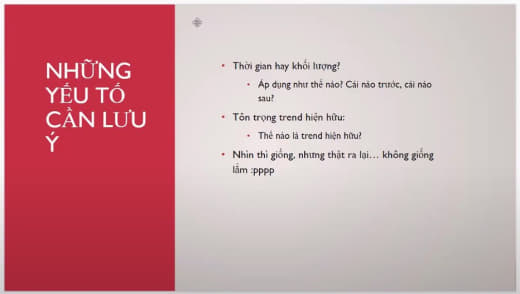 NHỮNG
YẾU TỐ
CẦN LƯU
Ý
Thời gian hay khối lượng?
Áp dụng như thế nào? Cái nào trước, cái nào
sau?
Tôn trọng trend hiện hữu:
Thế nào là trend hiện hữu?
Nhìn thì giống, nhưng thật ra lại... không giống
lắm :pppp